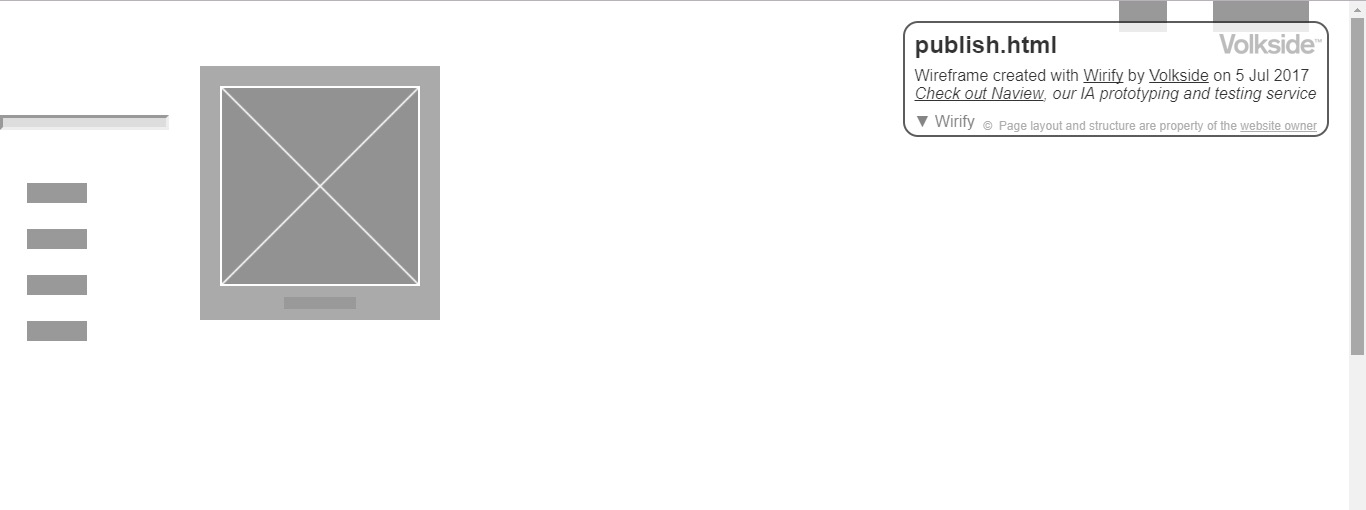 publish.html
Volkside™
Wireframe created with Wirify by Volkside on 5 Jul 2017
Check out Naview, our IA prototyping and testing service
▼ Wirify
© Page layout and structure are property of the website owner